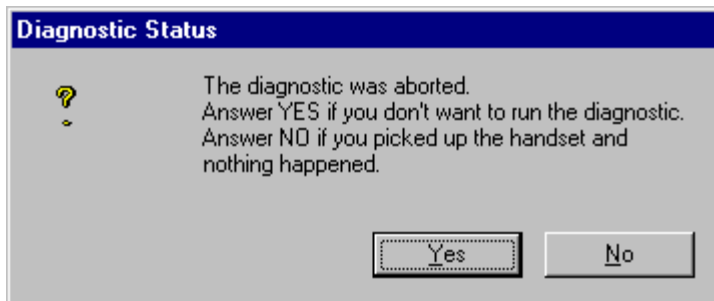 Diagnostic Status
The diagnostic was aborted.
Answer YES if you don't want to run the diagnostic.
Answer NO if you picked up the handset and
nothing happened.
Yes
No